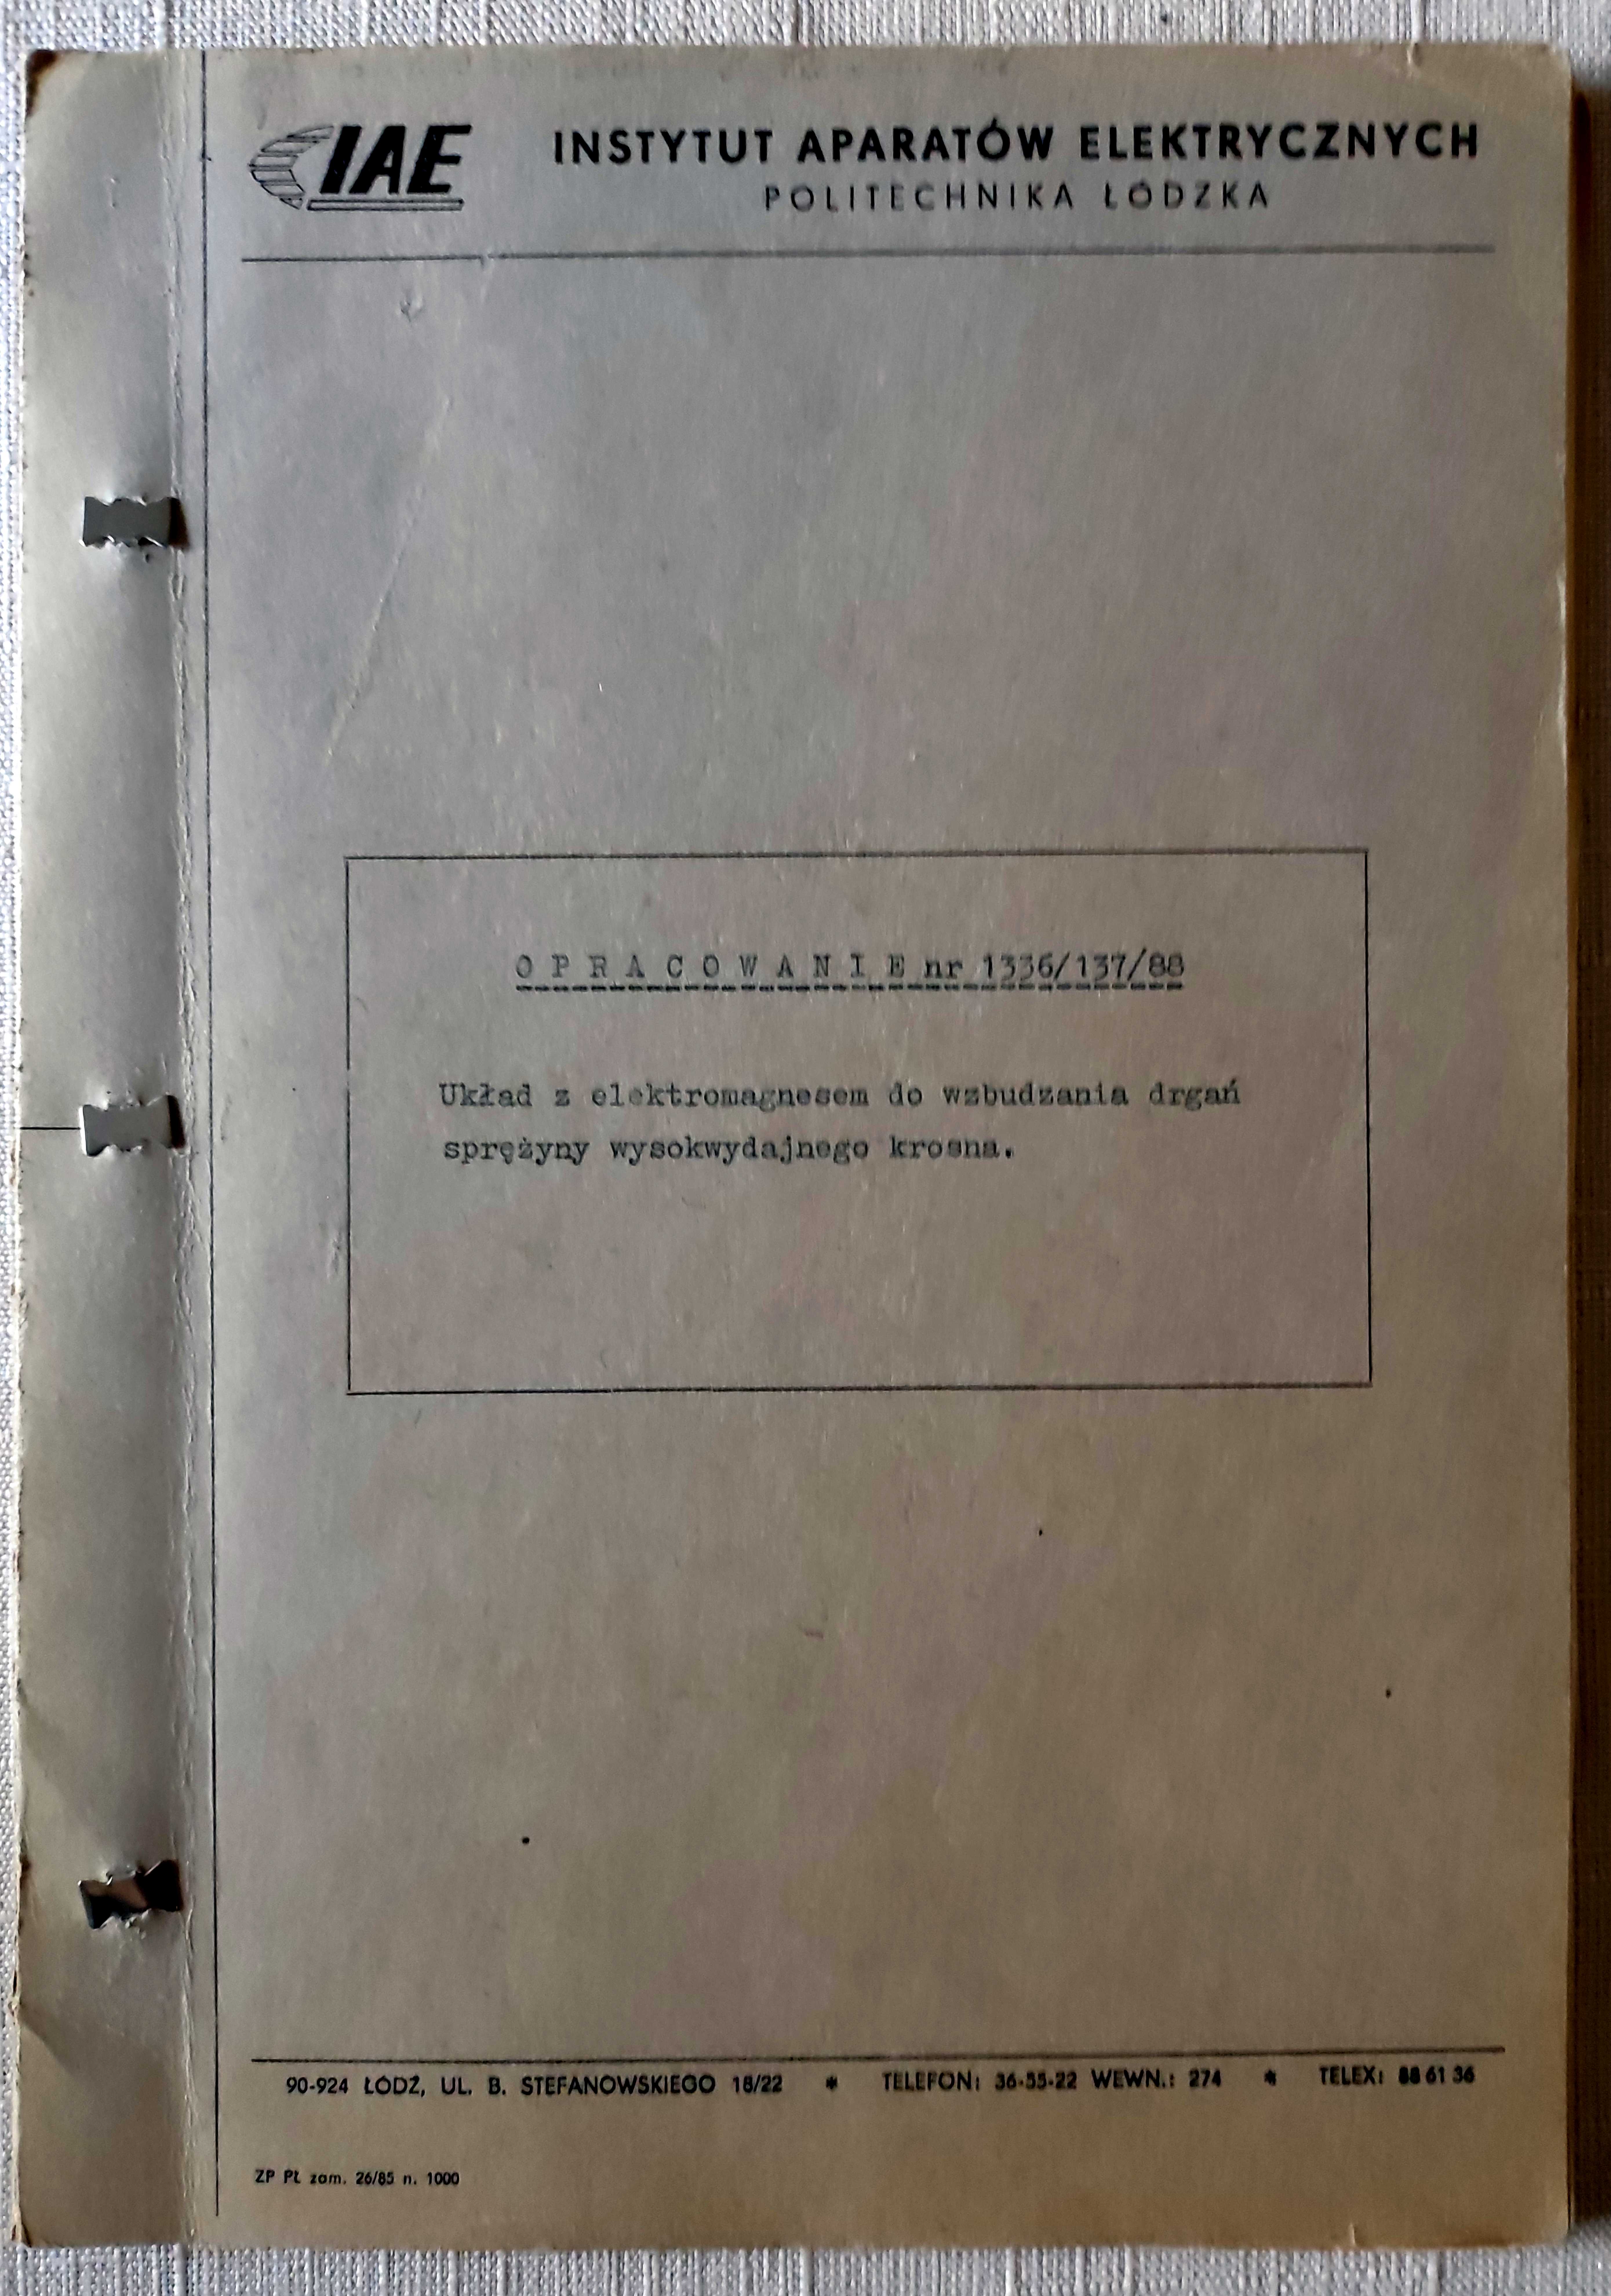 IAE
INSTYTUT APARATÓW ELEKTRYCZNYCH
POLITECHNIKA ŁÓDZKA
OPRACOWANIE nr 1336/137/88
Układ z elektromagnesem do wzbudzania drgań
sprężyny wysokwydajnego krosna.
90-924 ŁÓDŹ, UL. B. STEFANOWSKIEGO 18/22 * TELEFON: 36-55-22 WEWN.: 274 * TELEX: 88 61 36
ZP PŁ zam. 26/85 n. 1000